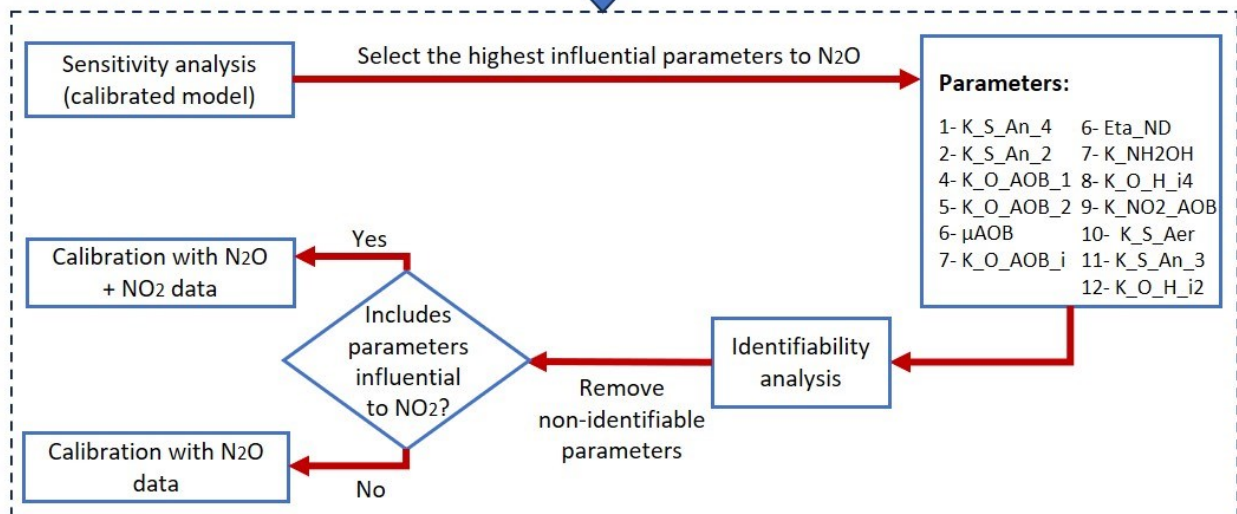 Sensitivity analysis
(calibrated model)
Select the highest influential parameters to N2O
Parameters:
1- K_S_An_4
2- K_S_An_2
4- K_O_AOB_1
5- K_O_AOB_2
6- µAOB
7- K_O_AOB_i
6- Eta_ND
7- K_NH2OH
8- K_O_H_i4
9- K_NO2_AOB
10- K_S_Aer
11- K_S_An_3
12- K_O_H_i2
Identifiability
analysis
Remove
non-identifiable
parameters
Includes
parameters
influential
to NO2?
Yes
Calibration with N2O
+ NO2 data
No
Calibration with N2O
data